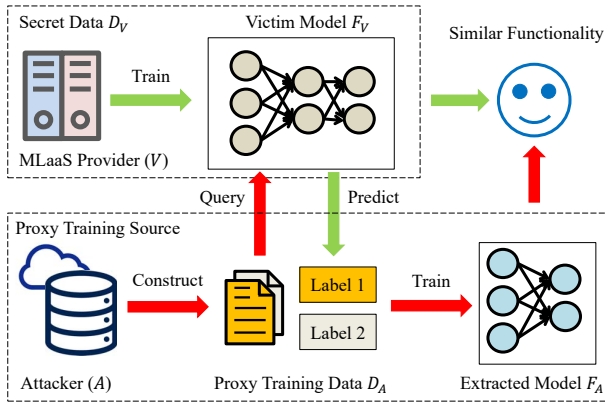 Secret Data D_V
Victim Model F_V
Similar Functionality
Train
MLaaS Provider (V)
Query
Predict
Proxy Training Source
Construct
Label 1
Train
Label 2
Attacker (A)
Proxy Training Data D_A
Extracted Model F_A